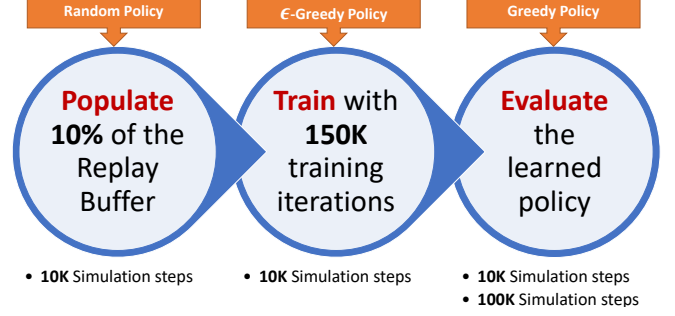 Random Policy
ϵ-Greedy Policy
Greedy Policy
Populate
10% of the
Replay
Buffer
Train with
150K
training
iterations
Evaluate
the
learned
policy
• 10K Simulation steps
• 10K Simulation steps
• 10K Simulation steps
• 100K Simulation steps